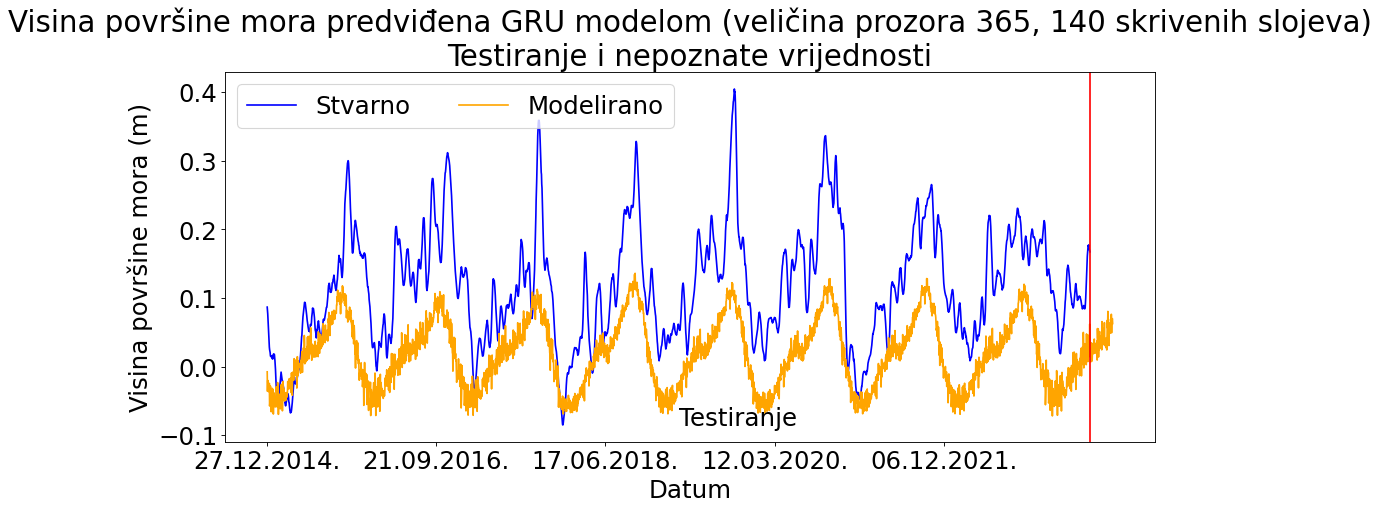 Visina površine mora predviđena GRU modelom (veličina prozora 365, 140 skrivenih slojeva)
Testiranje i nepoznate vrijednosti
Stvarno
Modelirano
Visina površine mora (m)
0.4
0.3
0.2
0.1
0.0
−0.1
Testiranje
27.12.2014.
21.09.2016.
17.06.2018.
12.03.2020.
06.12.2021.
Datum